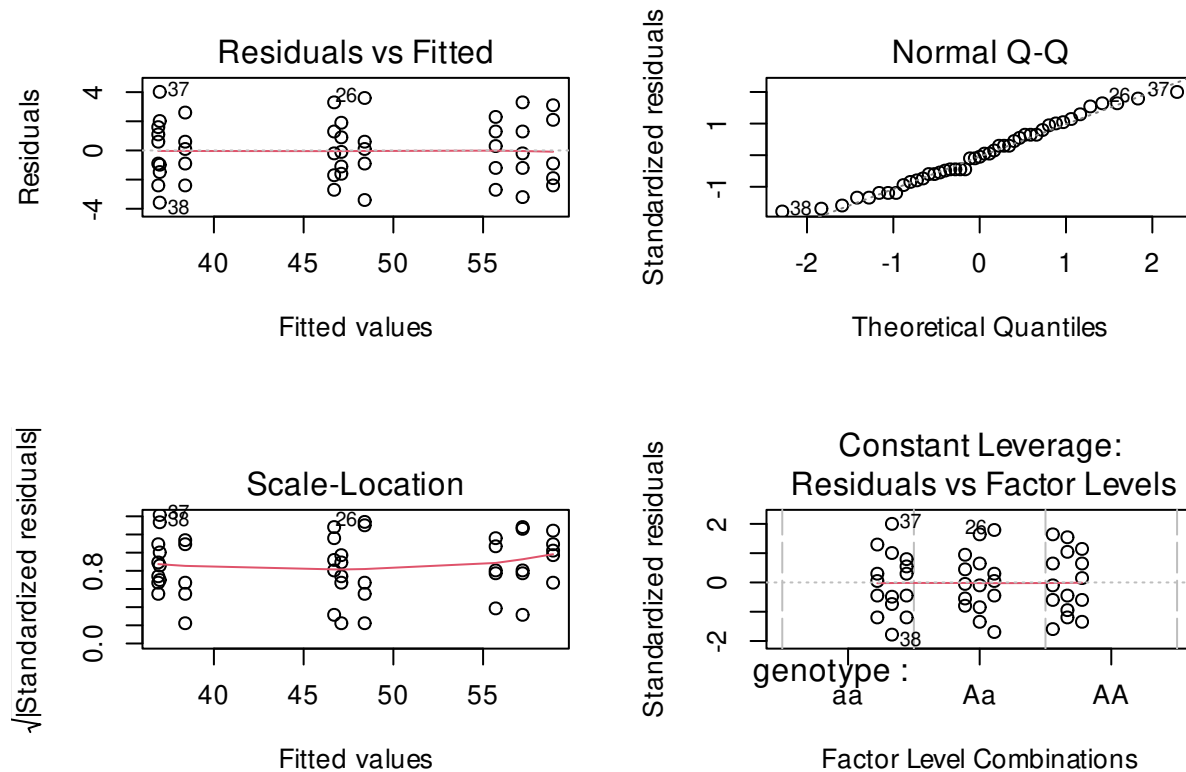 Residuals vs Fitted
Residuals
4
0
-4
37
26
38
40
45
50
55
Fitted values
Normal Q-Q
Standardized residuals
1
-1
38
26
37
-2
-1
0
1
2
Theoretical Quantiles
Scale-Location
√|Standardized residuals|
0.8
0.0
37
38
26
40
45
50
55
Fitted values
Constant Leverage:
Residuals vs Factor Levels
Standardized residuals
2
0
-2
37
26
38
genotype :
aa
Aa
AA
Factor Level Combinations